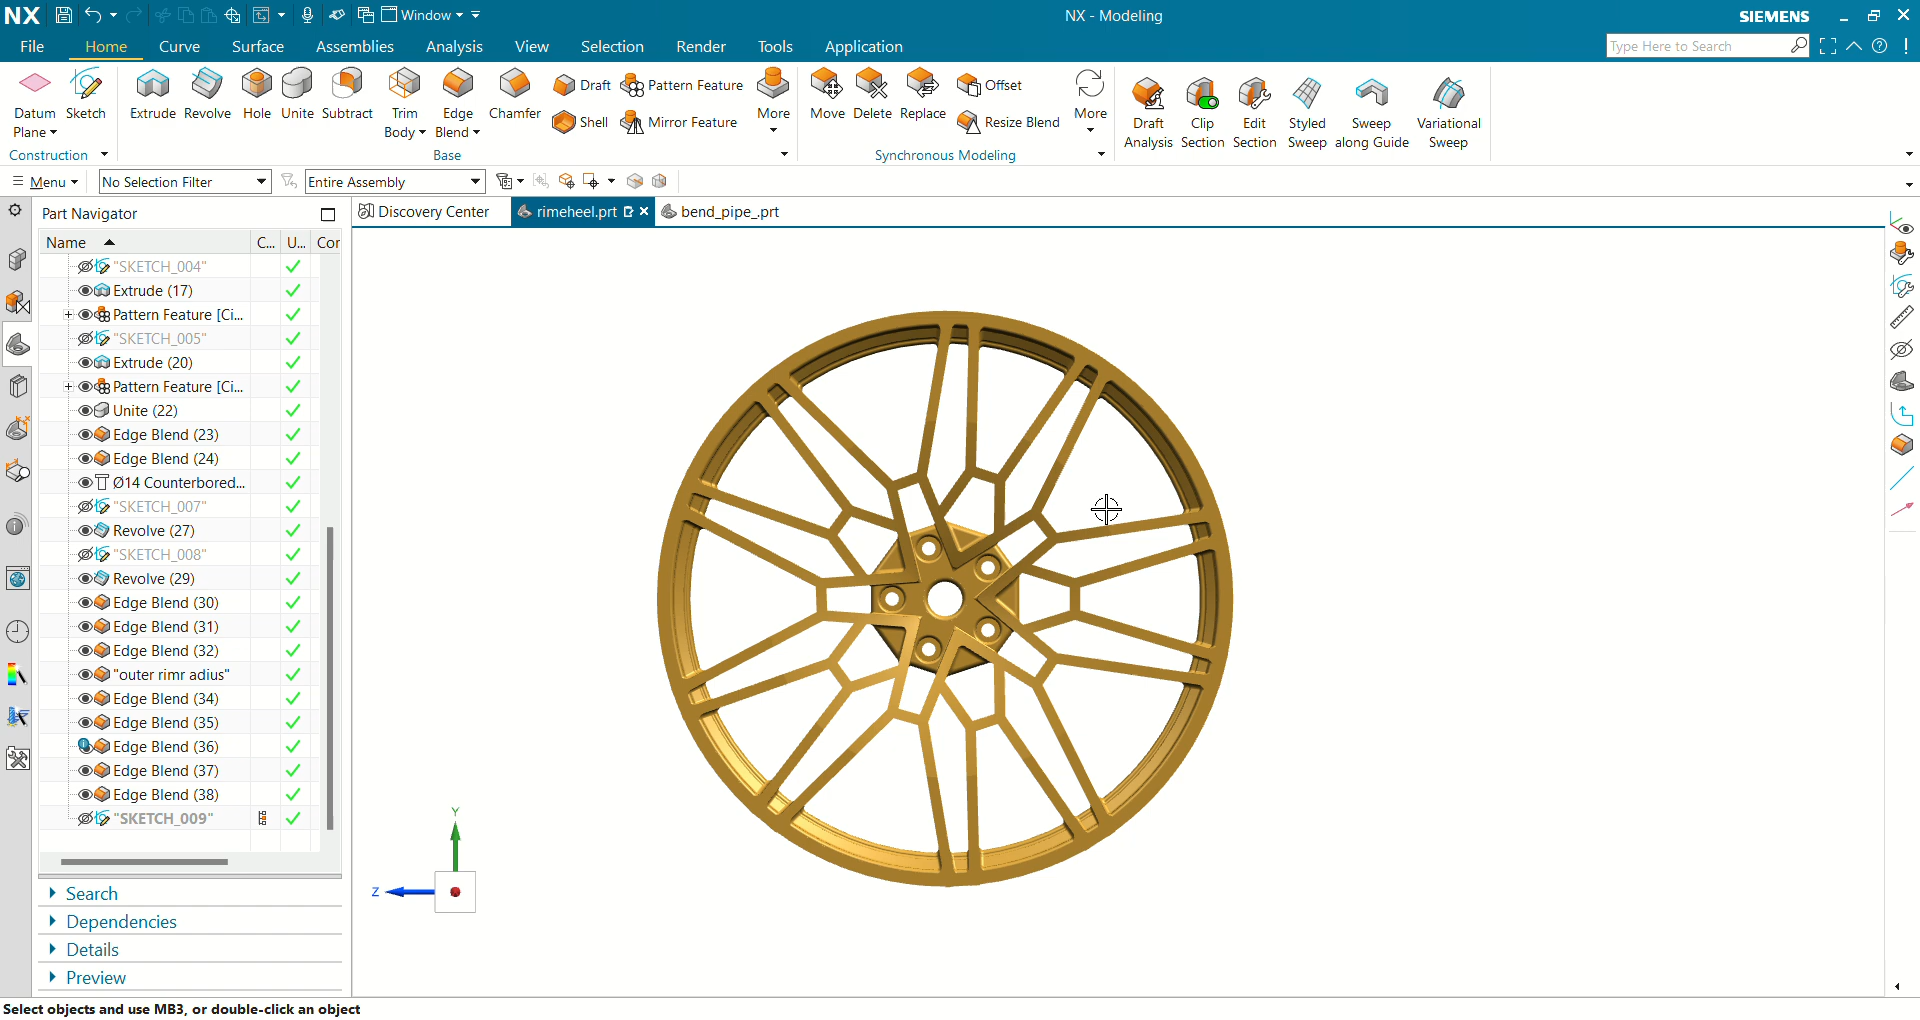 NX
Window
NX - Modeling
SIEMENS
File
Home
Curve
Surface
Assemblies
Analysis
View
Selection
Render
Tools
Application
Type Here to Search
Datum Plane
Sketch
Extrude
Revolve
Hole
Unite
Subtract
Trim Body
Edge Blend
Chamfer
Draft
Shell
Pattern Feature
Mirror Feature
More
Move
Delete
Replace
Offset
Resize Blend
More
Draft Analysis
Clip Section
Edit Section
Styled Sweep
Sweep along Guide
Variational Sweep
Construction
Base
Synchronous Modeling
Menu
No Selection Filter
Entire Assembly
Part Navigator
Discovery Center
rimeheel.prt
bend_pipe_.prt
Name
C...
U...
Cor
"SKETCH_004"
Extrude (17)
Pattern Feature [Ci...
"SKETCH_005"
Extrude (20)
Pattern Feature [Ci...
Unite (22)
Edge Blend (23)
Edge Blend (24)
Ø14 Counterbored...
"SKETCH_007"
Revolve (27)
"SKETCH_008"
Revolve (29)
Edge Blend (30)
Edge Blend (31)
Edge Blend (32)
"outer rimr adius"
Edge Blend (34)
Edge Blend (35)
Edge Blend (36)
Edge Blend (37)
Edge Blend (38)
"SKETCH_009"
Y
Z
Search
Dependencies
Details
Preview
Select objects and use MB3, or double-click an object